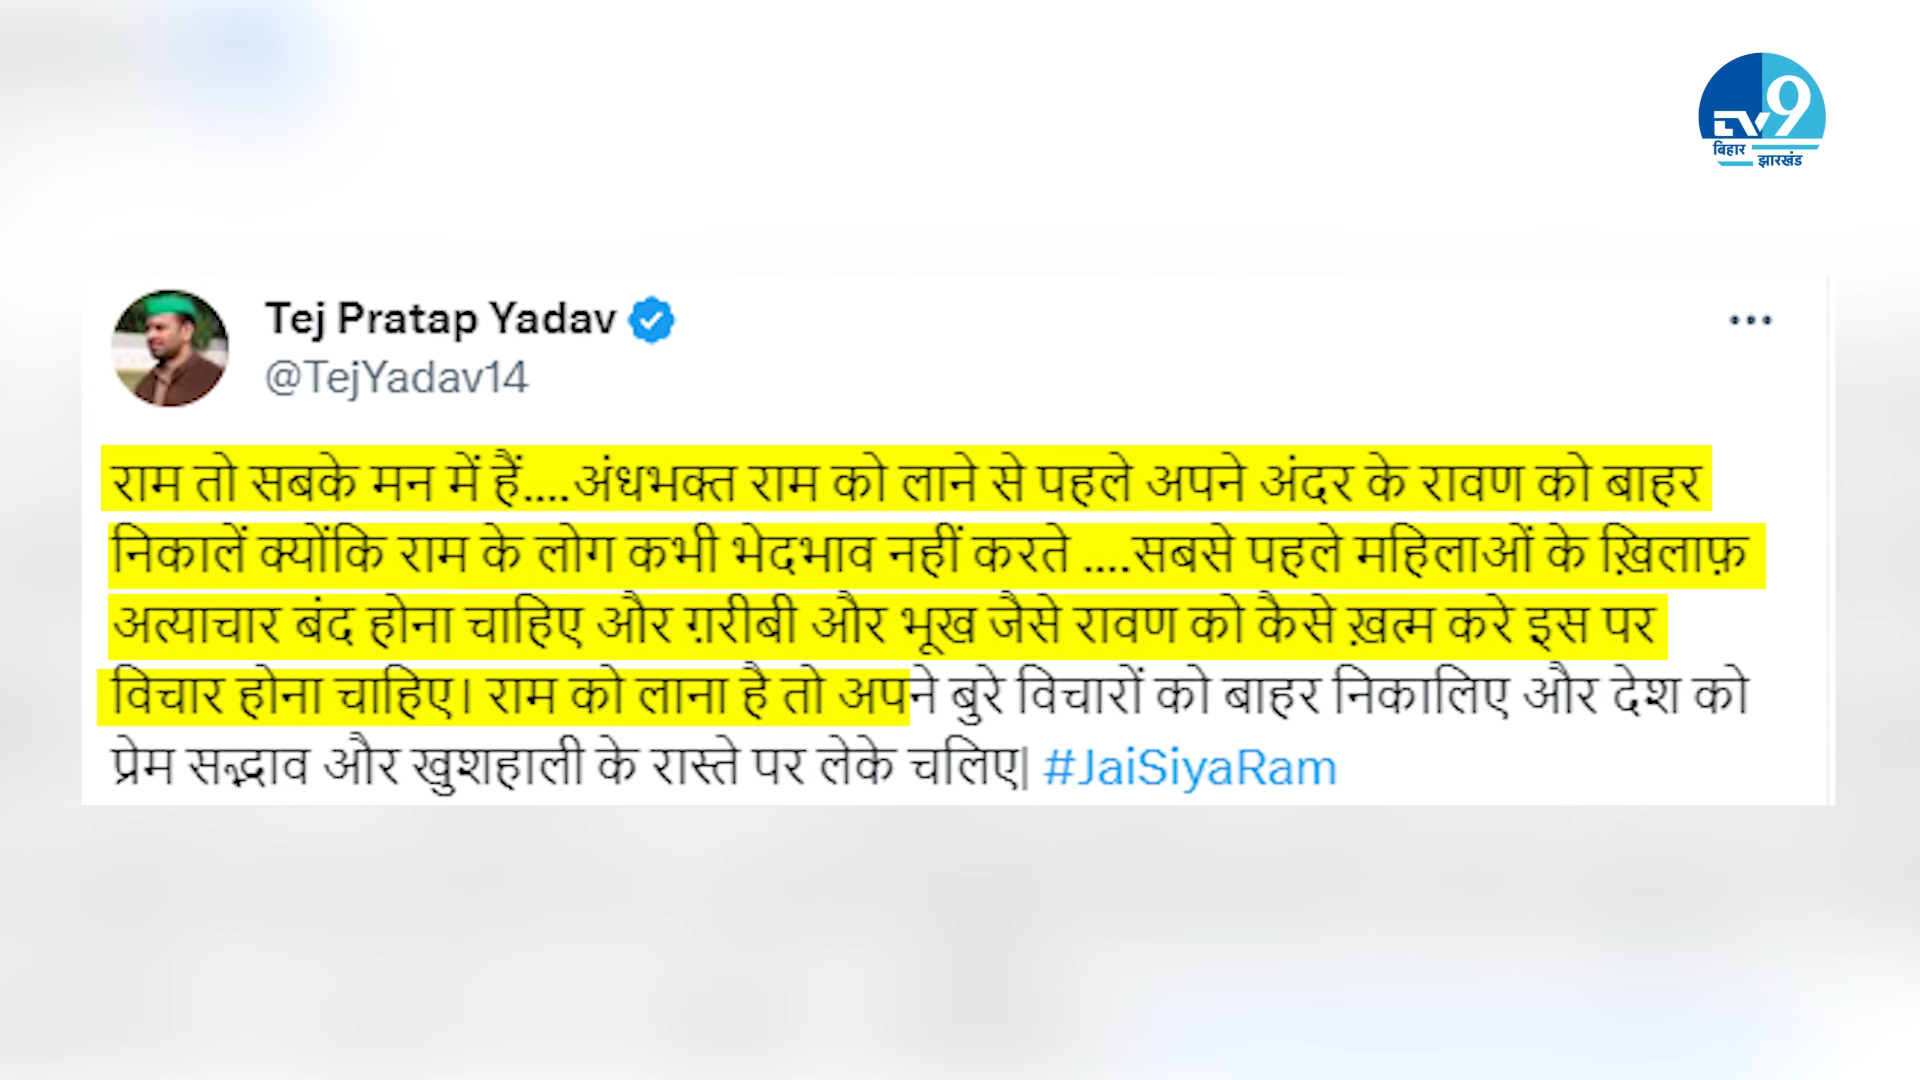 TV9
बिहार
झारखंड
Tej Pratap Yadav
@TejYadav14
राम तो सबके मन में हैं....अंधभक्त राम को लाने से पहले अपने अंदर के रावण को बाहर
निकालें क्योंकि राम के लोग कभी भेदभाव नहीं करते ....सबसे पहले महिलाओं के ख़िलाफ़
अत्याचार बंद होना चाहिए और ग़रीबी और भूख जैसे रावण को कैसे ख़त्म करे इस पर
विचार होना चाहिए। राम को लाना है तो अपने बुरे विचारों को बाहर निकालिए और देश को
प्रेम सद्भाव और खुशहाली के रास्ते पर लेके चलिए| #JaiSiyaRam